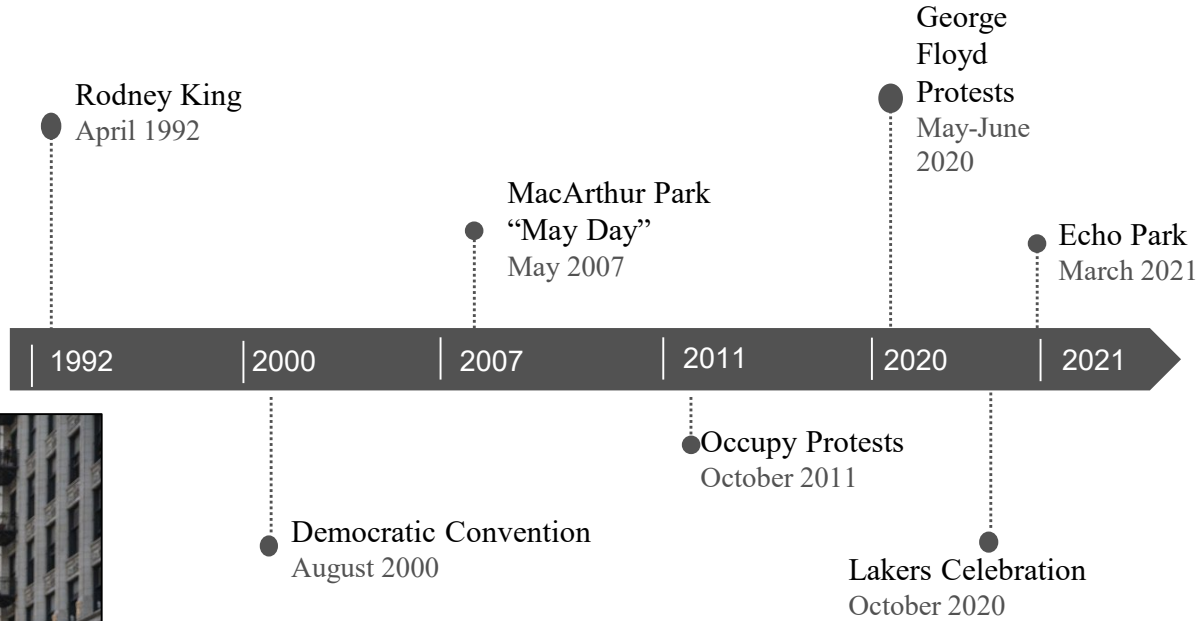 George
Floyd
Protests
May-June
2020
Rodney King
April 1992
MacArthur Park
“May Day”
May 2007
Echo Park
March 2021
1992
2000
2007
2011
2020
2021
Occupy Protests
October 2011
Democratic Convention
August 2000
Lakers Celebration
October 2020